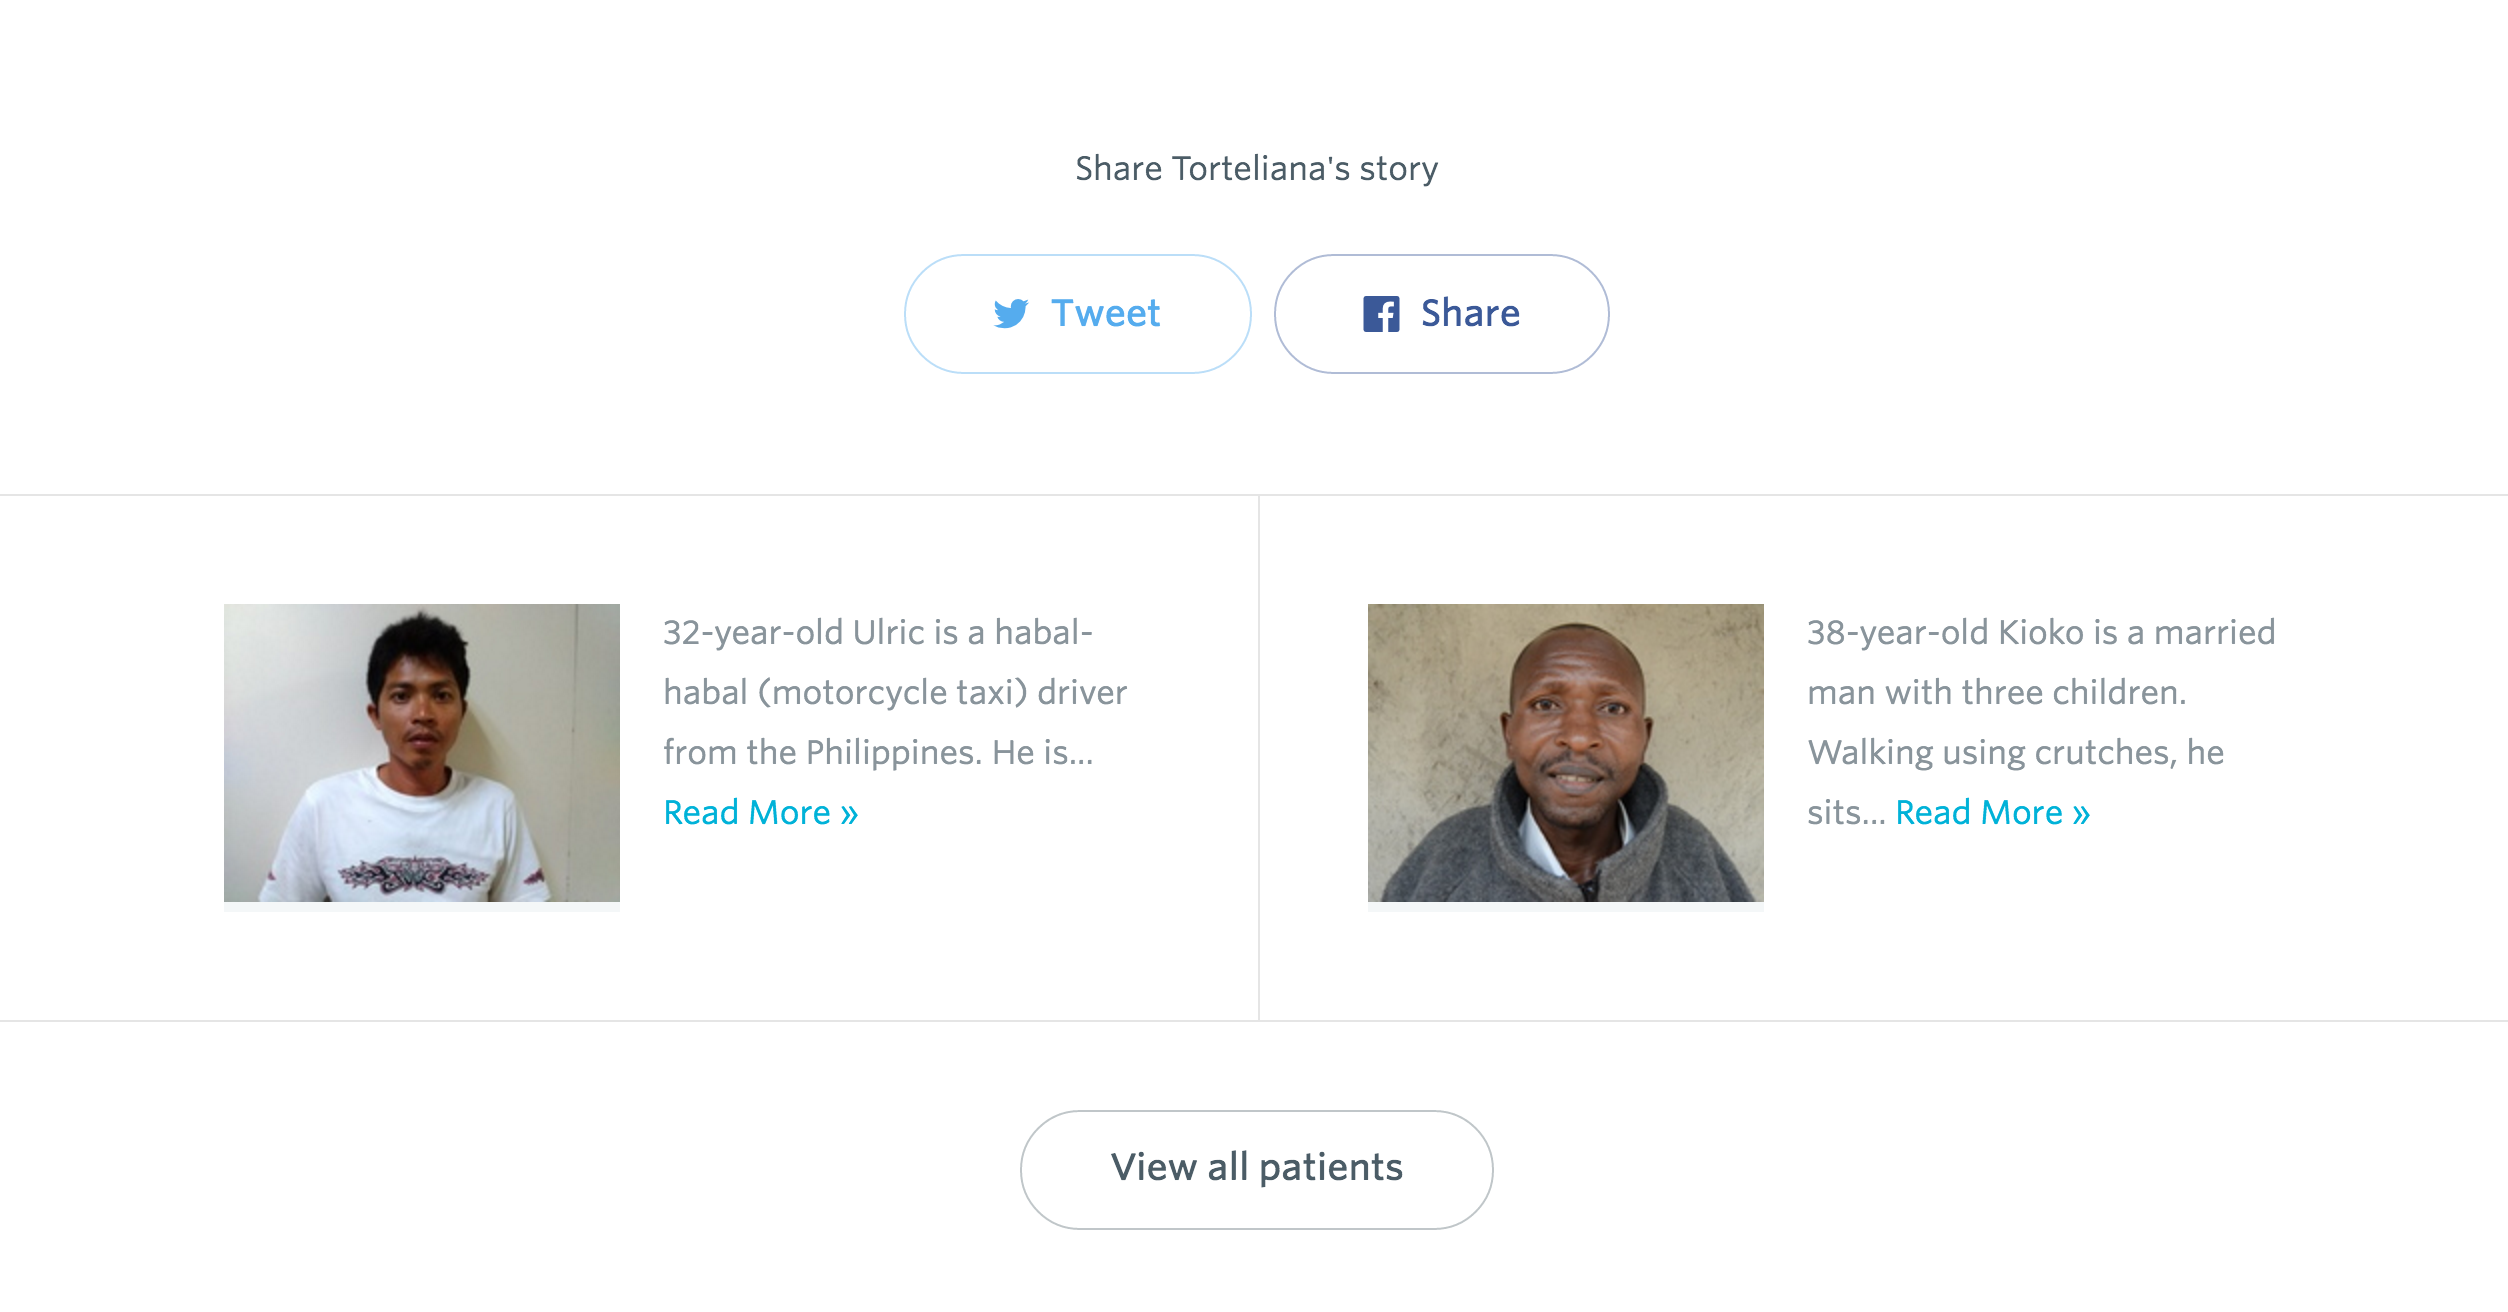 Share Torteliana's story
Tweet
Share
32-year-old Ulric is a habal-
habal (motorcycle taxi) driver
from the Philippines. He is...
Read More »
38-year-old Kioko is a married
man with three children.
Walking using crutches, he
sits... Read More »
View all patients